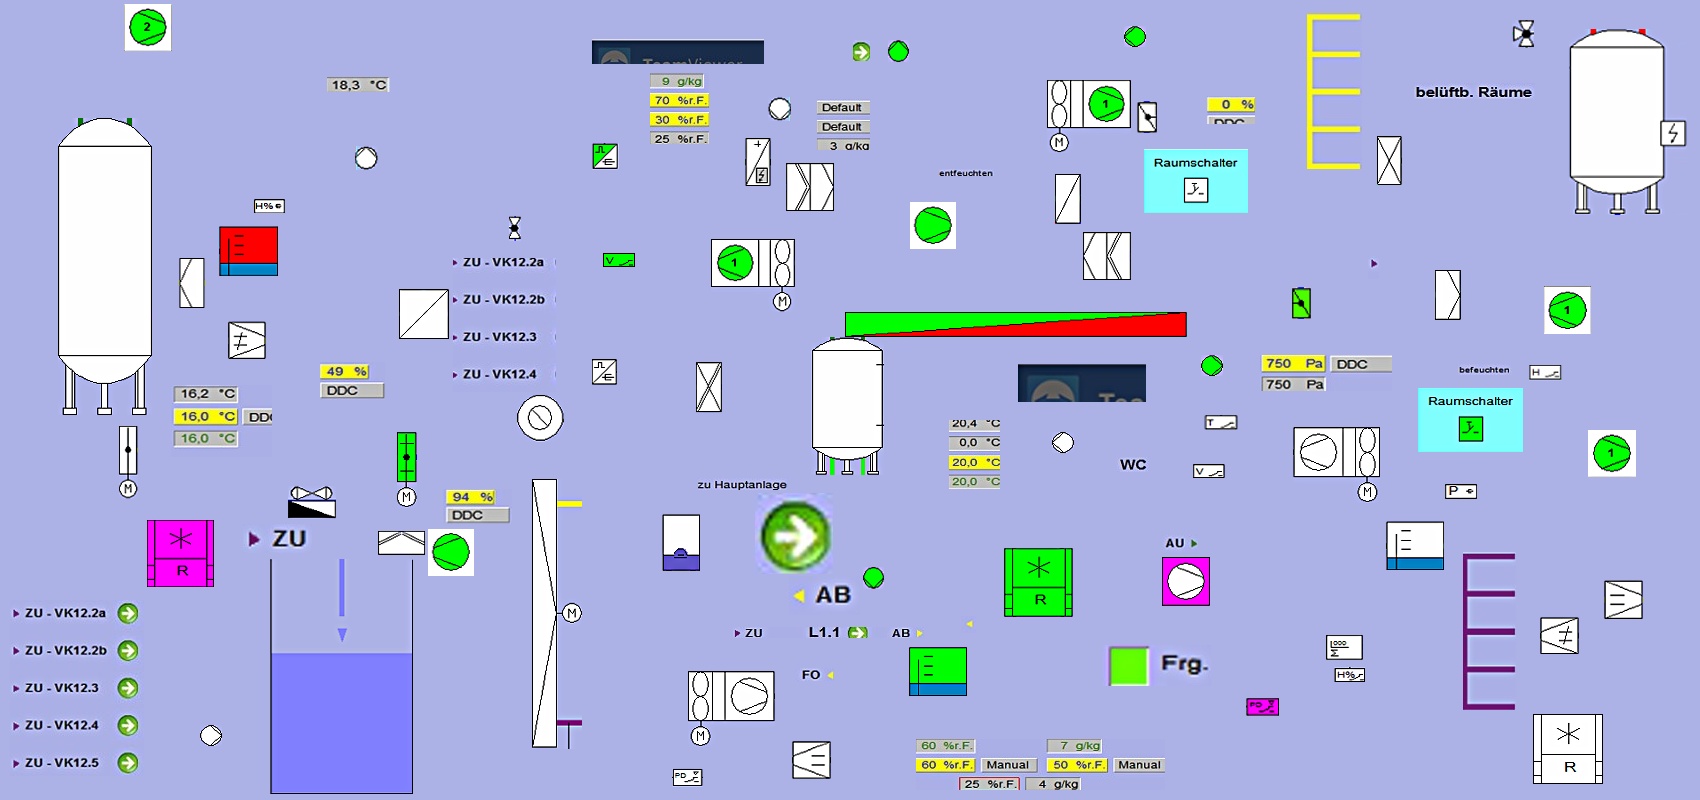 2
TeamViewer
18,3 °C
9 g/kg
70 %r.F.
30 %r.F.
25 %r.F.
Default
Default
3 g/kg
1
M
0 %
DDC
belüftb. Räume
Raumschalter
entfeuchten
H%
ZU - VK12.2a
ZU - VK12.2b
ZU - VK12.3
ZU - VK12.4
V
1
M
1
750 Pa DDC
750 Pa
befeuchten
H
Raumschalter
49 %
DDC
16,2 °C
16,0 °C
16,0 °C
M
M
94 %
DDC
20,4 °C
0,0 °C
20,0 °C
20,0 °C
T
WC
V
M
P
1
zu Hauptanlage
ZU
R
AB
AU
R
M
ZU - VK12.2a
ZU - VK12.2b
ZU - VK12.3
ZU - VK12.4
ZU - VK12.5
ZU L1.1 AB
FO
Frg.
M
H%
PD
PD
60 %r.F. 7 g/kg
60 %r.F. Manual 50 %r.F. Manual
25 %r.F. 4 g/kg
R